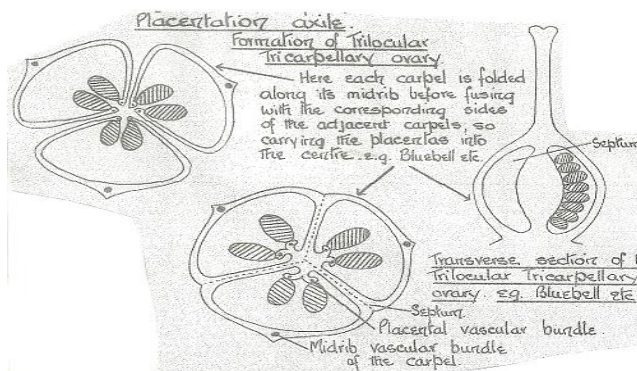 Placentation axile.
Formation of Trilocular
Tricarpellary ovary.
Here each carpel is folded
along its midrib before fusing
with the corresponding sides
of the adjacent carpels, so
carrying the placentas into
the centre. e.g. Bluebell etc.
Septum
Transverse section of
Trilocular Tricarpellary
ovary. e.g. Bluebell etc
Septum
Placental vascular bundle.
Midrib vascular bundle
of the carpel.